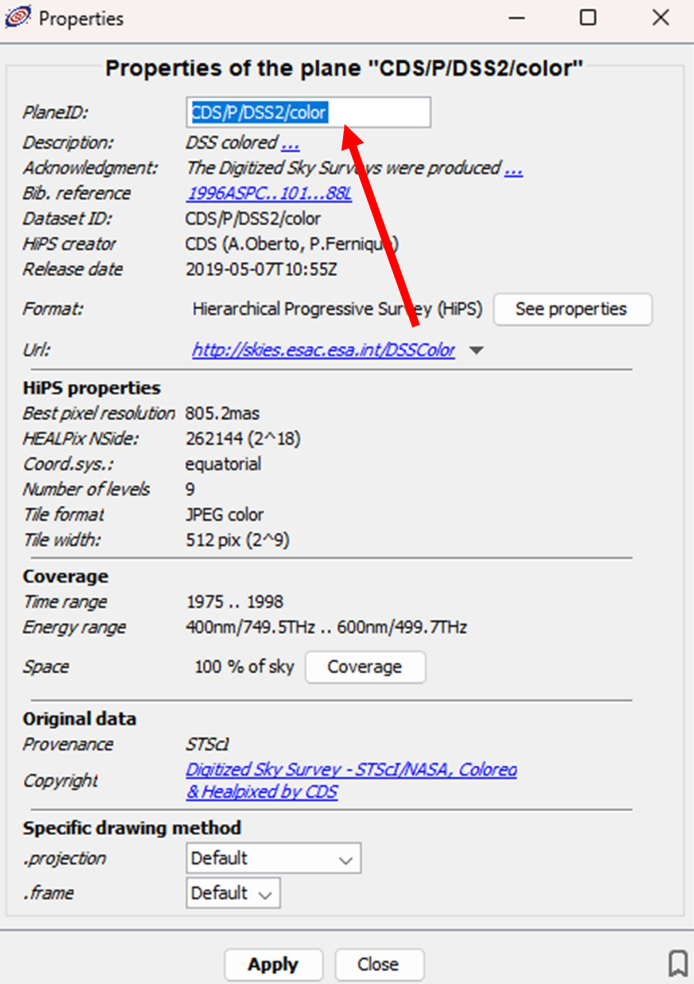 Properties
Properties of the plane "CDS/P/DSS2/color"
PlaneID: CDS/P/DSS2/color
Description: DSS colored ...
Acknowledgment: The Digitized Sky Surveys were produced ...
Bib. reference 1996ASPC..101...88L
Dataset ID: CDS/P/DSS2/color
HiPS creator CDS (A.Oberto, P.Fernique)
Release date 2019-05-07T10:55Z
Format: Hierarchical Progressive Survey (HiPS) See properties
Url: http://skies.esac.esa.int/DSSColor
HiPS properties
Best pixel resolution 805.2mas
HEALPix NSide: 262144 (2^18)
Coord.sys.: equatorial
Number of levels 9
Tile format JPEG color
Tile width: 512 pix (2^9)
Coverage
Time range 1975 .. 1998
Energy range 400nm/749.5THz .. 600nm/499.7THz
Space 100 % of sky Coverage
Original data
Provenance STScI
Copyright Digitized Sky Survey - STScI/NASA, Colored
& Healpixed by CDS
Specific drawing method
.projection Default
.frame Default
Apply Close